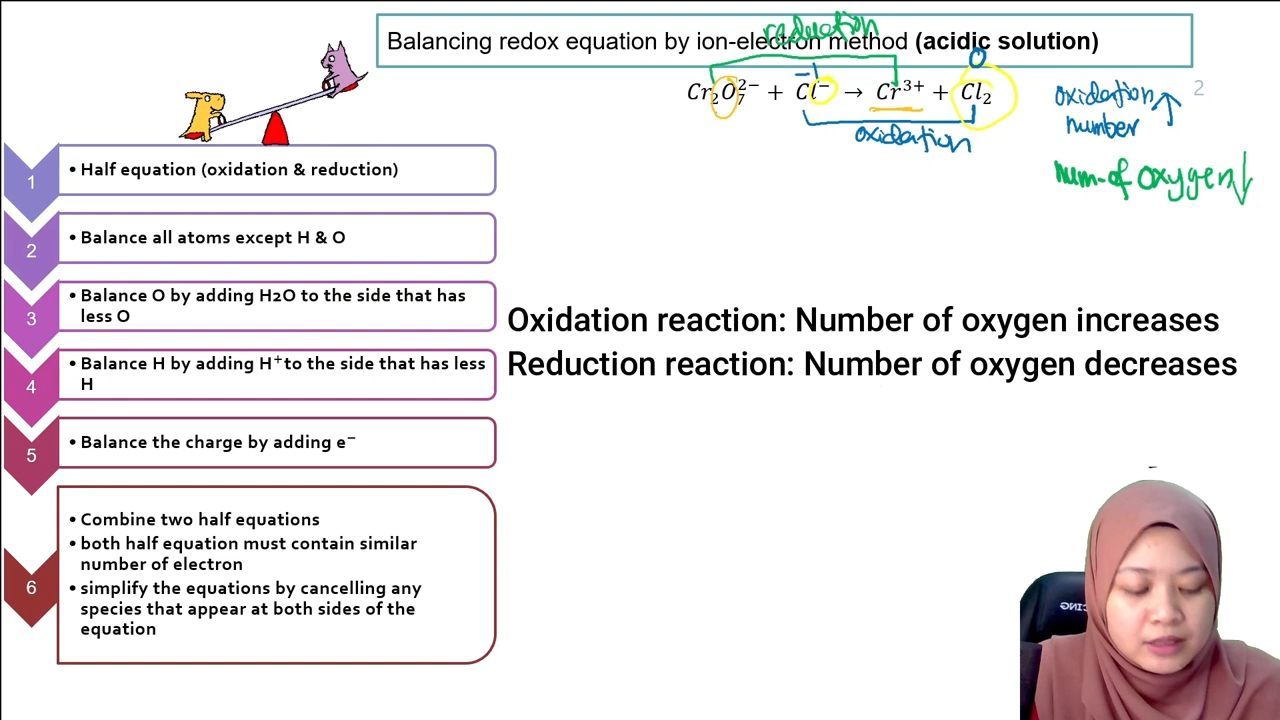 Balancing redox equation by ion-electron method (acidic solution)
reduction
−1
0
Cr₂O₇²⁻ + Cl⁻ → Cr³⁺ + Cl₂
oxidation
2
oxidation
number ↑
num. of oxygen ↓
1
• Half equation (oxidation & reduction)
2
• Balance all atoms except H & O
3
• Balance O by adding H2O to the side that has
less O
4
• Balance H by adding H⁺to the side that has less
H
5
• Balance the charge by adding e⁻
6
• Combine two half equations
• both half equation must contain similar
number of electron
• simplify the equations by cancelling any
species that appear at both sides of the
equation
Oxidation reaction: Number of oxygen increases
Reduction reaction: Number of oxygen decreases